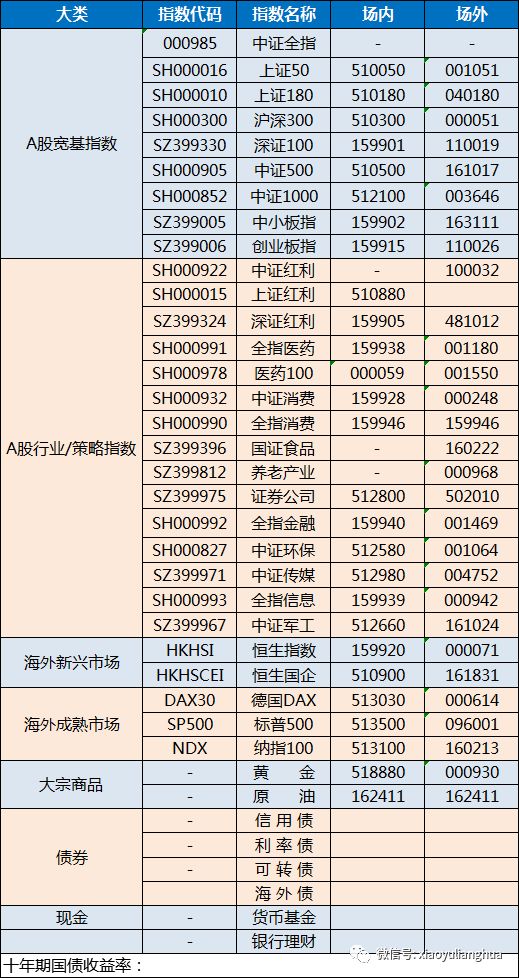 大类 指数代码 指数名称 场内 场外
000985 中证全指 - -
SH000016 上证50 510050 001051
SH000010 上证180 510180 040180
SH000300 沪深300 510300 000051
A股宽基指数 SZ399330 深证100 159901 110019
SH000905 中证500 510500 161017
SH000852 中证1000 512100 003646
SZ399005 中小板指 159902 163111
SZ399006 创业板指 159915 110026
SH000922 中证红利 - 100032
SH000015 上证红利 510880
SZ399324 深证红利 159905 481012
SH000991 全指医药 159938 001180
SH000978 医药100 000059 001550
SH000932 中证消费 159928 000248
SH000990 全指消费 159946 159946
A股行业/策略指数 SZ399396 国证食品 - 160222
SZ399812 养老产业 - 000968
SZ399975 证券公司 512800 502010
SH000992 全指金融 159940 001469
SH000827 中证环保 512580 001064
SZ399971 中证传媒 512980 004752
SH000993 全指信息 159939 000942
SZ399967 中证军工 512660 161024
海外新兴市场 HKHSI 恒生指数 159920 000071
HKHSCEI 恒生国企 510900 161831
DAX30 德国DAX 513030 000614
海外成熟市场 SP500 标普500 513500 096001
NDX 纳指100 513100 160213
大宗商品 - 黄 金 518880 000930
- 原 油 162411 162411
- 信 用 债
债券 - 利 率 债
- 可 转 债
海 外 债
现金 - 货币基金
- 银行理财
微信号: xiaoyulianghua
十年期国债收益率：